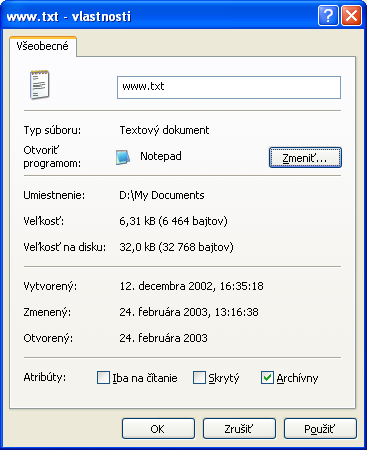 www.txt - vlastnosti
Všeobecné
www.txt
Typ súboru: Textový dokument
Otvoriť programom: Notepad Zmeniť...
Umiestnenie: D:\My Documents
Veľkosť: 6,31 kB (6 464 bajtov)
Veľkosť na disku: 32,0 kB (32 768 bajtov)
Vytvorený: 12. decembra 2002, 16:35:18
Zmenený: 24. februára 2003, 13:16:38
Otvorený: 24. februára 2003
Atribúty: Iba na čítanie Skrytý Archívny
OK Zrušiť Použiť